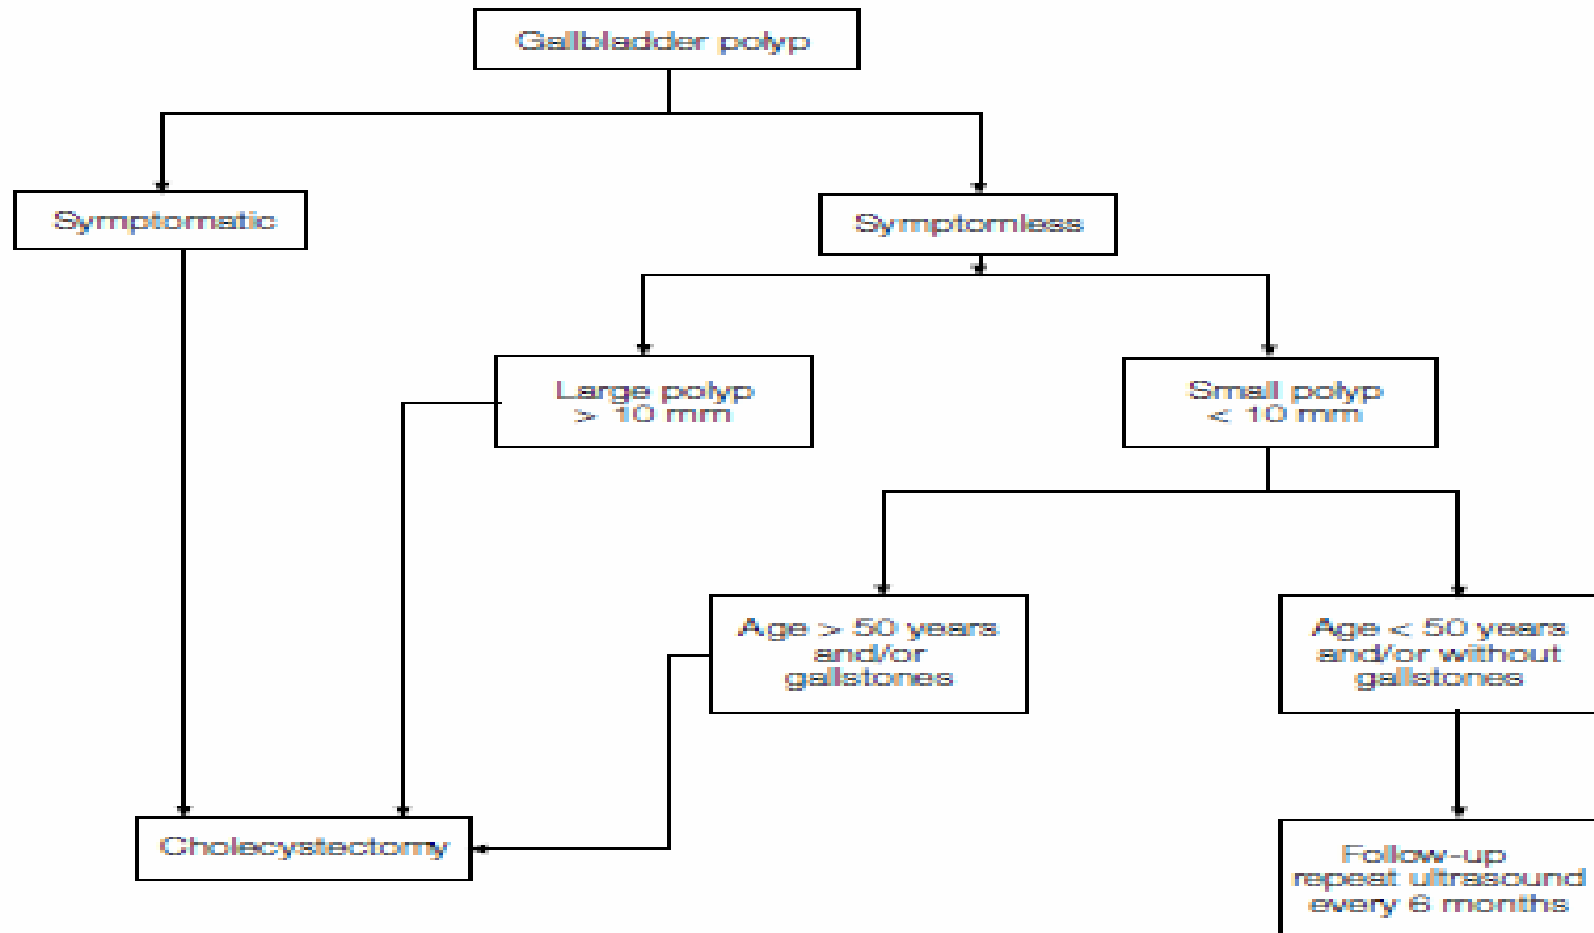 Gallbladder polyp
Symptomatic
Symptomless
Large polyp
> 10 mm
Small polyp
< 10 mm
Age > 50 years
and/or
gallstones
Age < 50 years
and/or without
gallstones
Cholecystectomy
Follow-up
repeat ultrasound
every 6 months